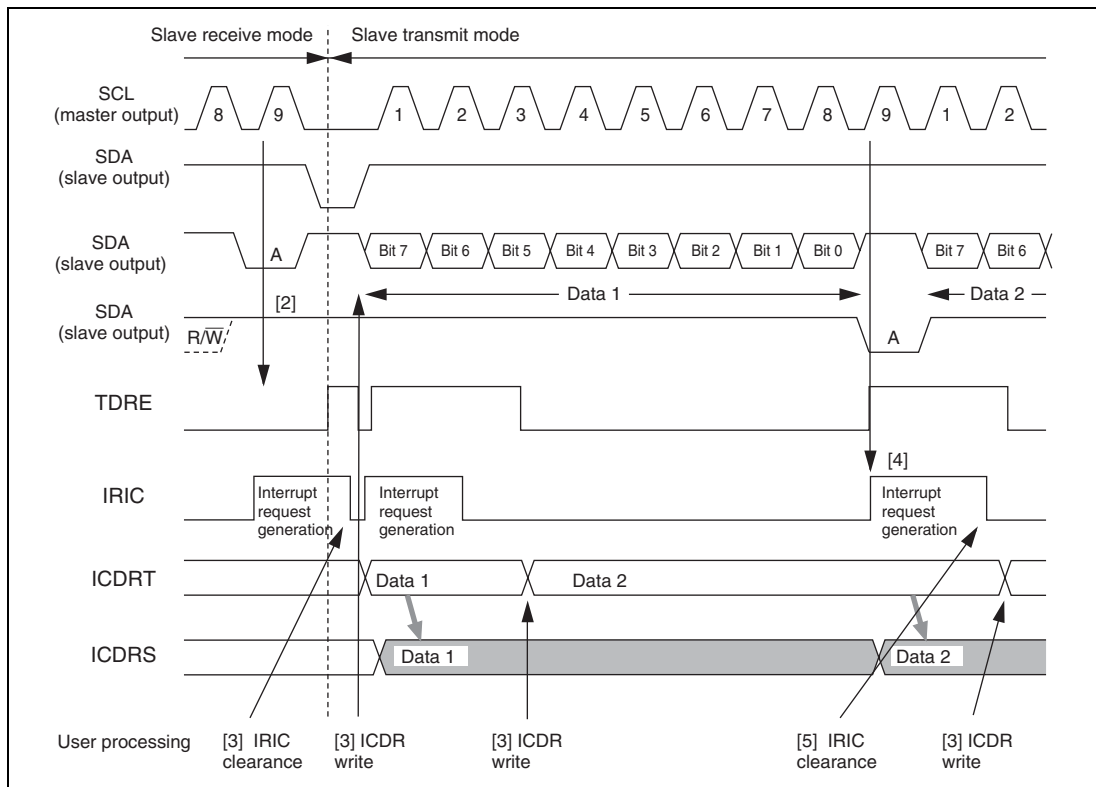 Slave receive mode
Slave transmit mode
SCL
(master output)
8 9 1 2 3 4 5 6 7 8 9 1 2
SDA
(slave output)
SDA
(slave output)
A
Bit 7 Bit 6 Bit 5 Bit 4 Bit 3 Bit 2 Bit 1 Bit 0 Bit 7 Bit 6
[2]
Data 1
Data 2
SDA
(slave output)
R/W̅
A
TDRE
[4]
IRIC
Interrupt
request
generation
Interrupt
request
generation
Interrupt
request
generation
ICDRT
Data 1
Data 2
ICDRS
Data 1
Data 2
User processing
[3] IRIC
clearance
[3] ICDR
write
[3] ICDR
write
[5] IRIC
clearance
[3] ICDR
write